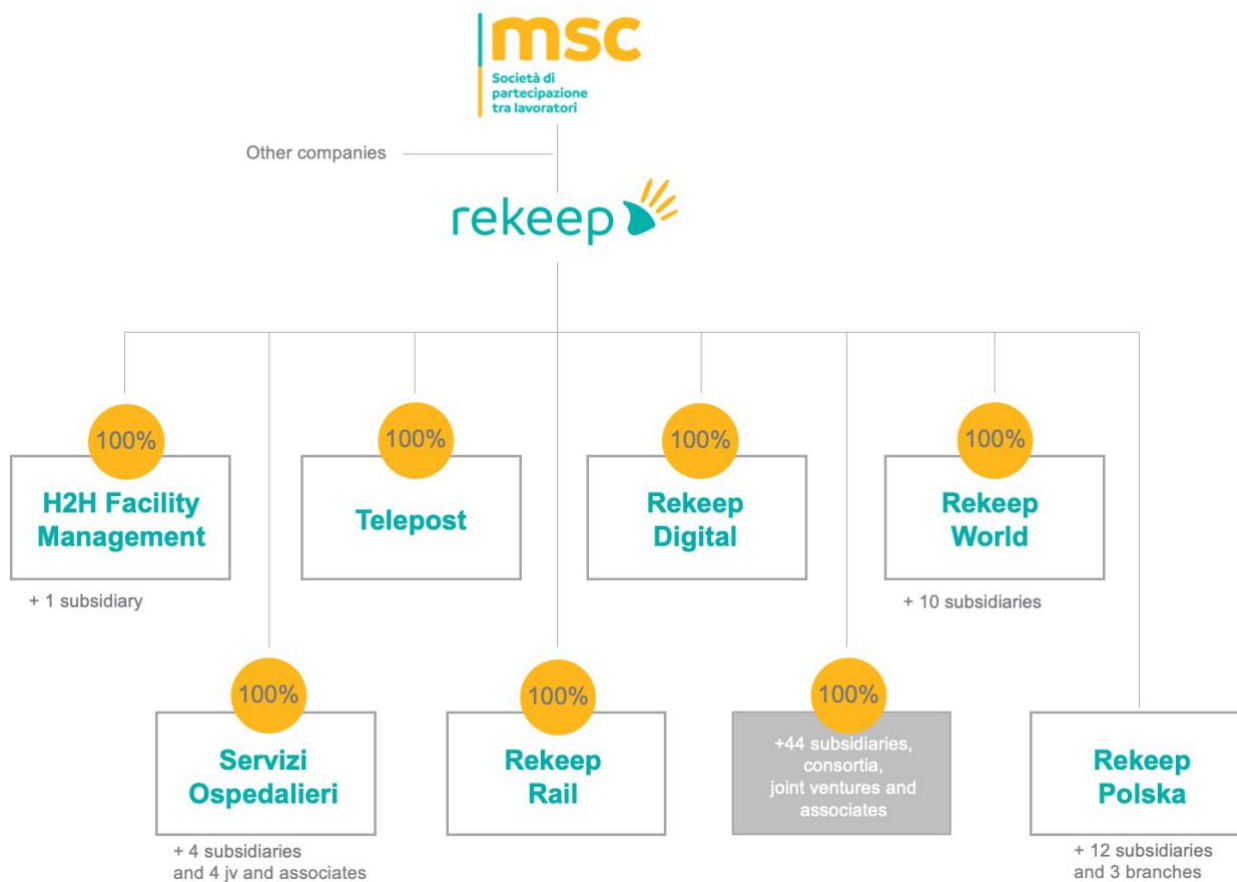 msc
Società di
partecipazione
tra lavoratori
Other companies
rekeep
100%
H2H Facility
Management
+ 1 subsidiary
100%
Telepost
100%
Rekeep
Digital
100%
Rekeep
World
+ 10 subsidiaries
100%
Servizi
Ospedalieri
+ 4 subsidiaries
and 4 jv and associates
100%
Rekeep
Rail
100%
+44 subsidiaries,
consortia,
joint ventures and
associates
Rekeep
Polska
+ 12 subsidiaries
and 3 branches